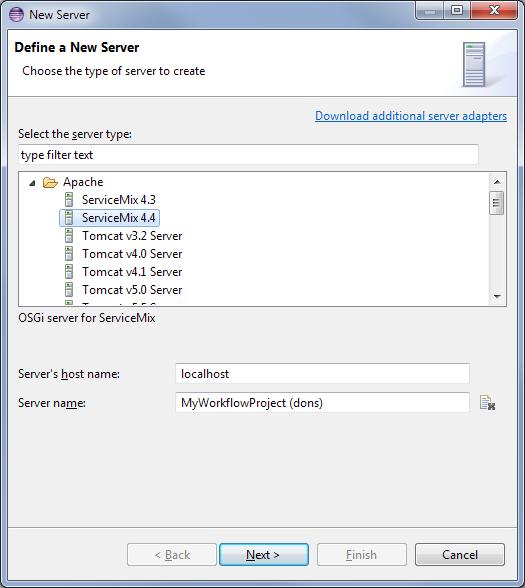 New Server
Define a New Server
Choose the type of server to create
Download additional server adapters
Select the server type:
type filter text
Apache
ServiceMix 4.3
ServiceMix 4.4
Tomcat v3.2 Server
Tomcat v4.0 Server
Tomcat v4.1 Server
Tomcat v5.0 Server
OSGi server for ServiceMix
Server's host name: localhost
Server name: MyWorkflowProject (dons)
< Back Next > Finish Cancel